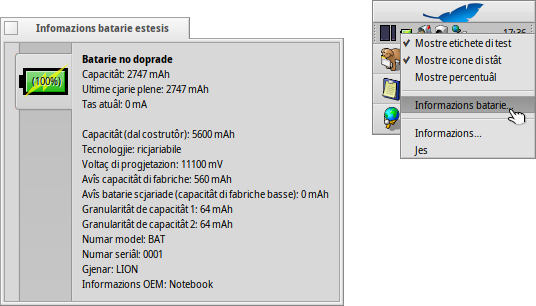 Infomazions batarie estesis
Batarie no doprade
(100%)
Capacitât: 2747 mAh
Ultime cjarie plene: 2747 mAh
Tas atuâl: 0 mA
Capacitât (dal costrutôr): 5600 mAh
Tecnologjie: ricjariabile
Voltaç di progjetazion: 11100 mV
Avîs capacitât di fabriche: 560 mAh
Avîs batarie scjariade (capacitât di fabriche basse): 0 mAh
Granularitât de capacitât 1: 64 mAh
Granularitât de capacitât 2: 64 mAh
Numar model: BAT
Numar seriâl: 0001
Gjenar: LION
Informazions OEM: Notebook
17:36
Mostre etichete di test
Mostre icone di stât
Mostre percentuâl
Informazions batarie...
Informazions...
Jes